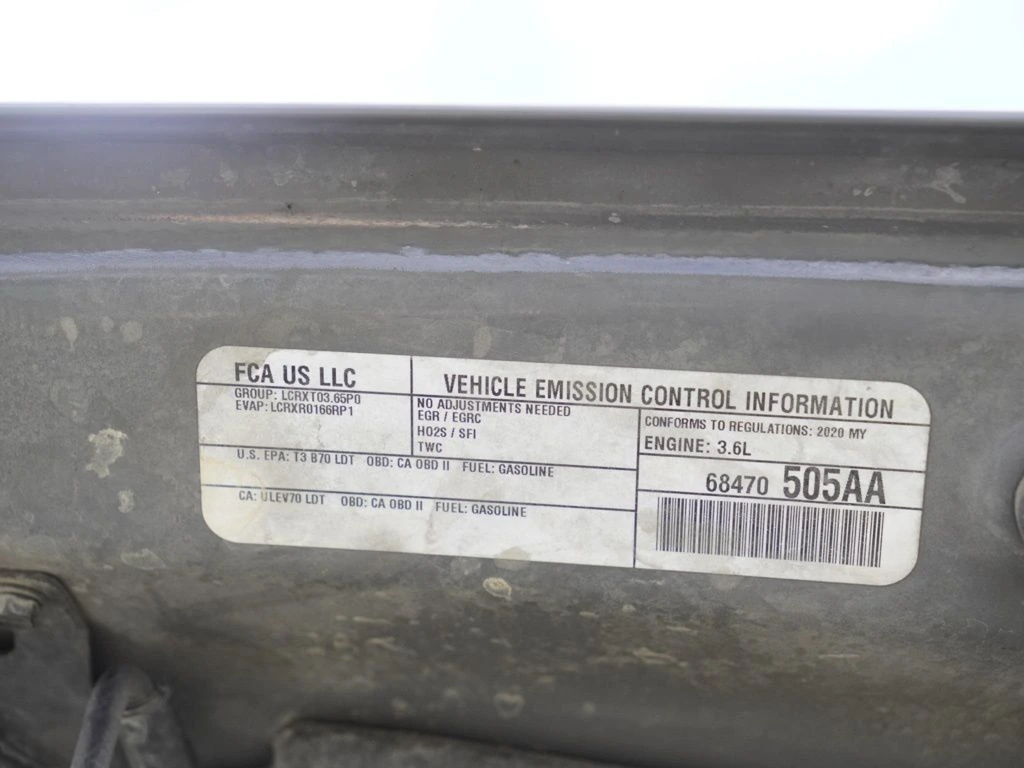 FCA US LLC
GROUP: LCRXT03.65P0
EVAP: LCRXR0166RP1
VEHICLE EMISSION CONTROL INFORMATION
NO ADJUSTMENTS NEEDED
EGR / EGRC
HO2S / SFI
TWC
CONFORMS TO REGULATIONS: 2020 MY
ENGINE: 3.6L
U.S. EPA: T3 B70 LDT OBD: CA OBD II FUEL: GASOLINE
CA: ULEV70 LDT OBD: CA OBD II FUEL: GASOLINE
68470 505AA